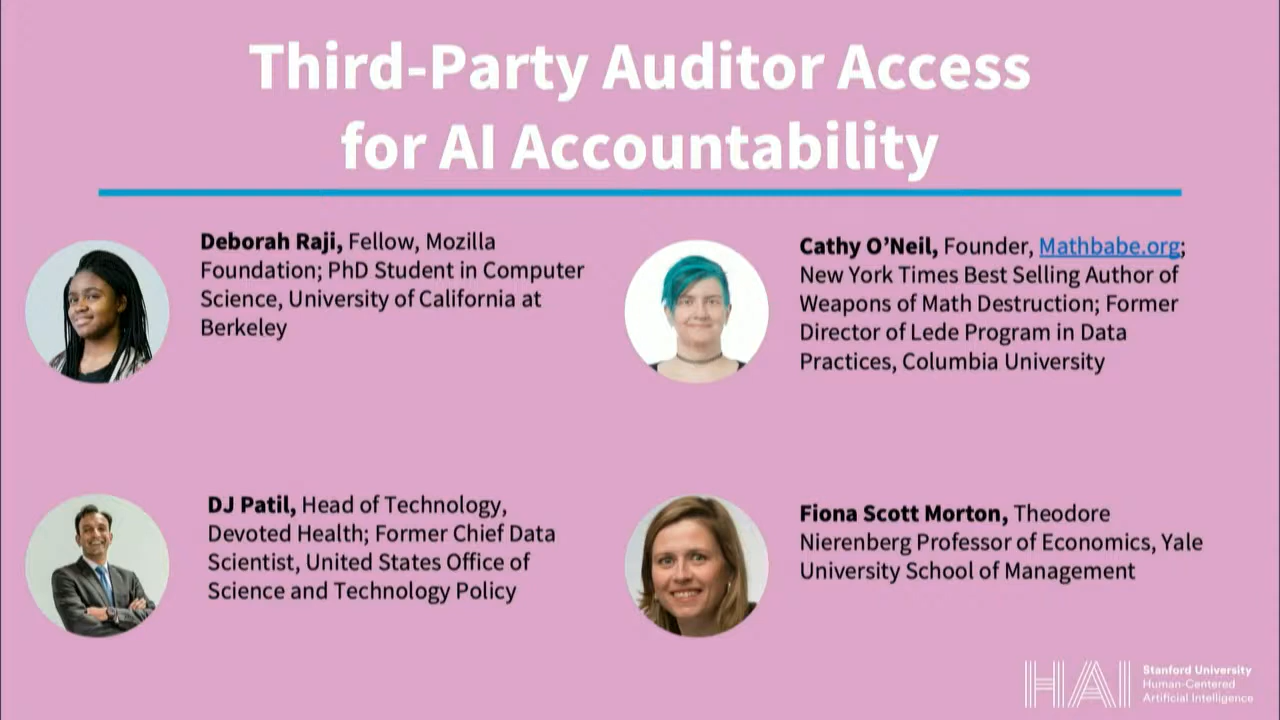 Third-Party Auditor Access
for AI Accountability
Deborah Raji, Fellow, Mozilla
Foundation; PhD Student in Computer
Science, University of California at
Berkeley
Cathy O’Neil, Founder, Mathbabe.org;
New York Times Best Selling Author of
Weapons of Math Destruction; Former
Director of Lede Program in Data
Practices, Columbia University
DJ Patil, Head of Technology,
Devoted Health; Former Chief Data
Scientist, United States Office of
Science and Technology Policy
Fiona Scott Morton, Theodore
Nierenberg Professor of Economics, Yale
University School of Management
HAI
Stanford University
Human-Centered
Artificial Intelligence